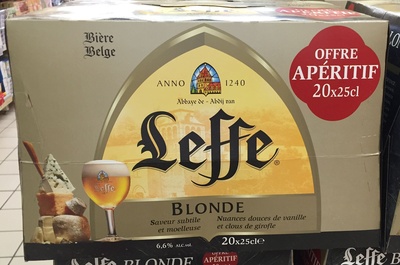 Bière
Belge
OFFRE
APÉRITIF
20x25cl
ANNO 1240
Abbaye de - Abdij van
Leffe
BLONDE
Saveur subtile
et moelleuse
Nuances douces de vanille
et clous de girofle
6,6% ALC.VOL
20x25cl℮
Leffe BLONDE
OFFRE
APÉRITIF
Leffe